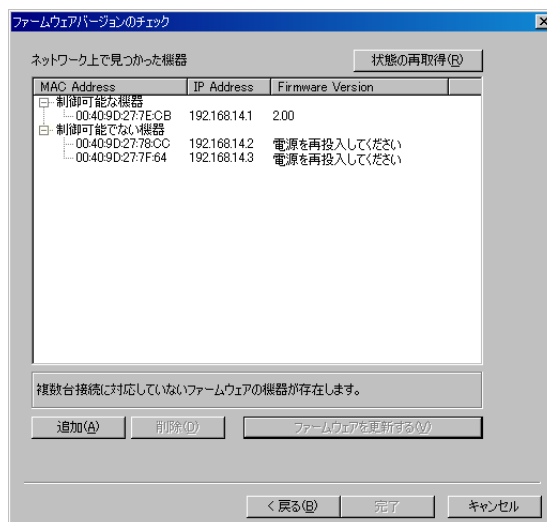 ファームウェアバージョンのチェック
ネットワーク上で見つかった機器
状態の再取得(R)
MAC Address IP Address Firmware Version
制御可能な機器
00:40:9D:27:7E:CB 192.168.14.1 2.00
制御可能でない機器
00:40:9D:27:78:CC 192.168.14.2 電源を再投入してください
00:40:9D:27:7F:64 192.168.14.3 電源を再投入してください
複数台接続に対応していないファームウェアの機器が存在します。
追加(A) 削除(D) ファームウェアを更新する(V)
< 戻る(B) 完了 キャンセル